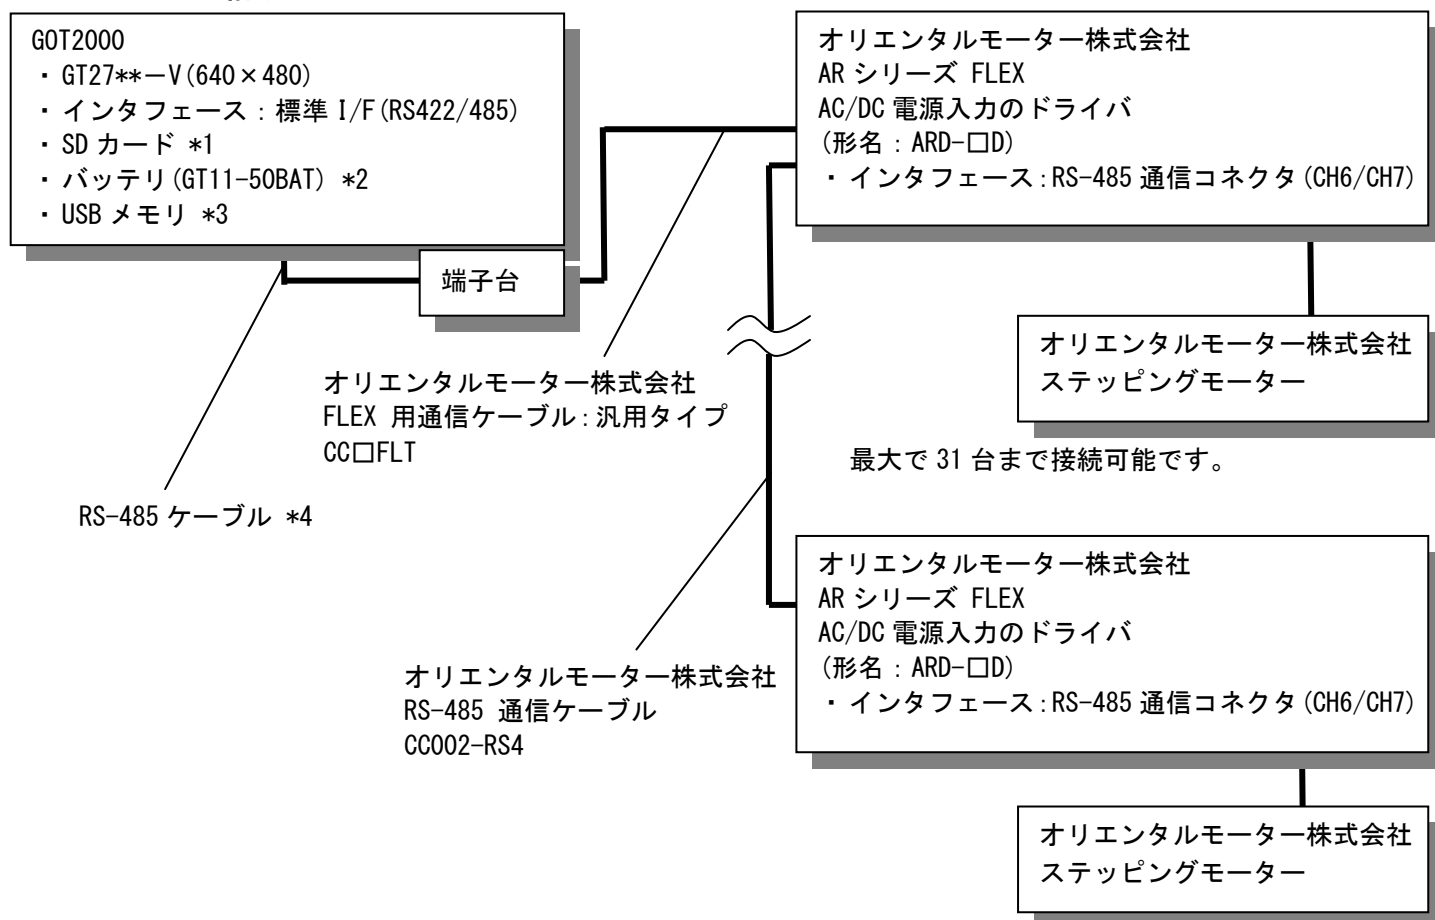 GOT2000
・GT27**－V(640×480)
・インタフェース：標準 I/F(RS422/485)
・SD カード *1
・バッテリ(GT11-50BAT) *2
・USB メモリ *3
端子台
オリエンタルモーター株式会社
AR シリーズ FLEX
AC/DC 電源入力のドライバ
(形名：ARD-□D)
・インタフェース：RS-485 通信コネクタ(CH6/CH7)
オリエンタルモーター株式会社
ステッピングモーター
オリエンタルモーター株式会社
FLEX 用通信ケーブル：汎用タイプ
CC□FLT
最大で 31 台まで接続可能です。
RS-485 ケーブル *4
オリエンタルモーター株式会社
AR シリーズ FLEX
AC/DC 電源入力のドライバ
(形名：ARD-□D)
・インタフェース：RS-485 通信コネクタ(CH6/CH7)
オリエンタルモーター株式会社
RS-485 通信ケーブル
CC002-RS4
オリエンタルモーター株式会社
ステッピングモーター